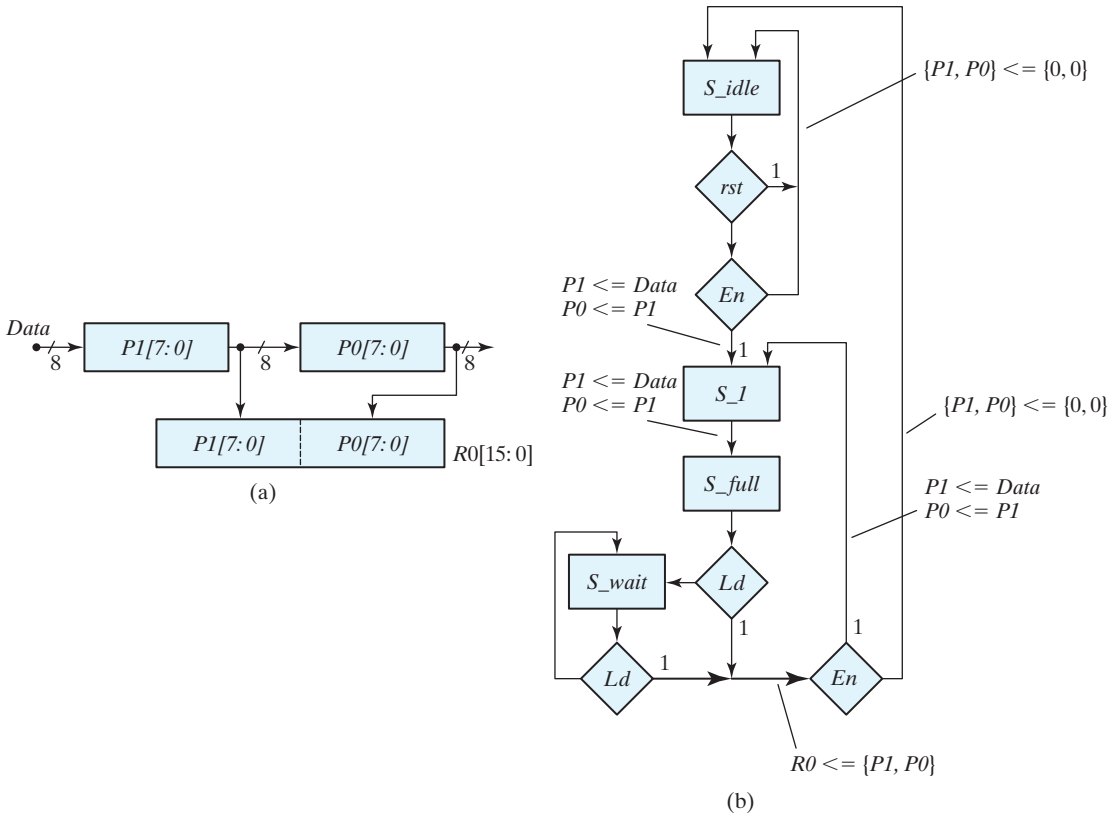 Data
8
P1[7:0]
8
P0[7:0]
8
P1[7:0]
P0[7:0]
R0[15:0]
(a)
S_idle
{P1, P0} <= {0, 0}
rst
1
En
P1 <= Data
P0 <= P1
1
S_1
P1 <= Data
P0 <= P1
{P1, P0} <= {0, 0}
S_full
P1 <= Data
P0 <= P1
S_wait
Ld
1
1
Ld
1
En
R0 <= {P1, P0}
(b)